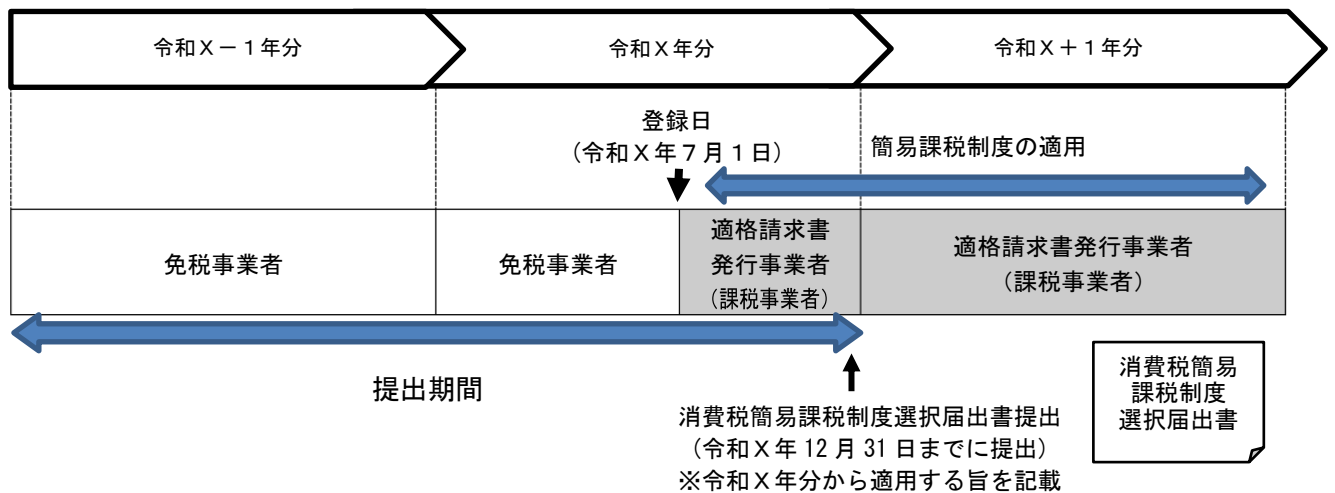 令和Ⅹ－１年分
令和Ⅹ年分
令和Ⅹ＋１年分
登録日
（令和Ⅹ年７月１日）
簡易課税制度の適用
免税事業者
免税事業者
適格請求書
発行事業者
（課税事業者）
適格請求書発行事業者
（課税事業者）
提出期間
消費税簡易課税制度選択届出書提出
（令和Ⅹ年 12 月 31 日までに提出）
※令和Ⅹ年分から適用する旨を記載
消費税簡易
課税制度
選択届出書